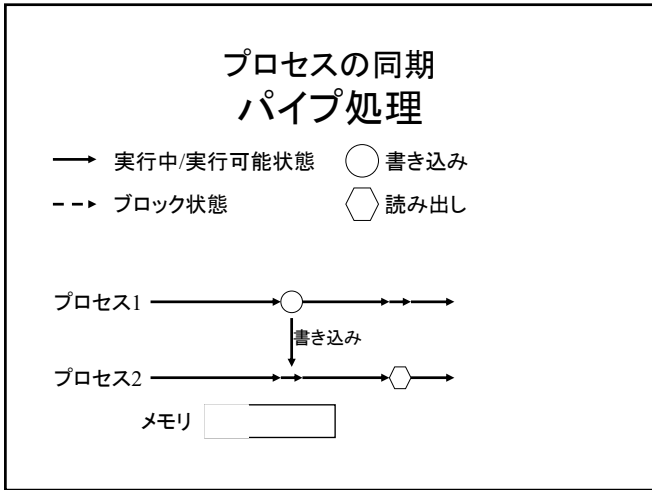 プロセスの同期
パイプ処理
実行中/実行可能状態
書き込み
ブロック状態
読み出し
プロセス1
書き込み
プロセス2
メモリ